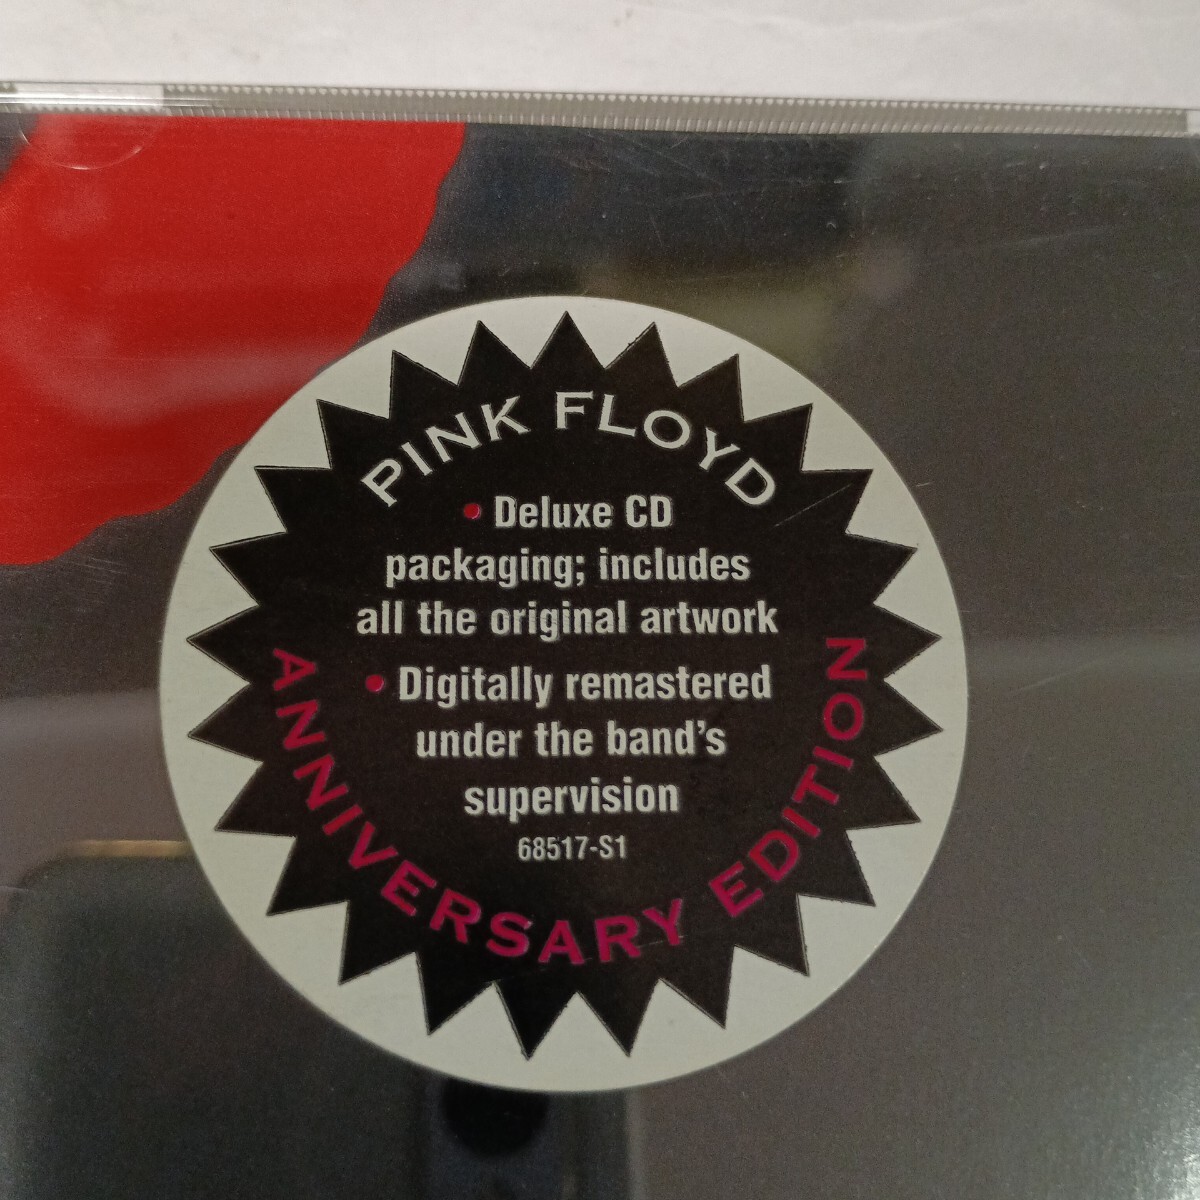 PINK FLOYD
• Deluxe CD
packaging; includes
all the original artwork
• Digitally remastered
under the band's
supervision
68517-S1
ANNIVERSARY EDITION